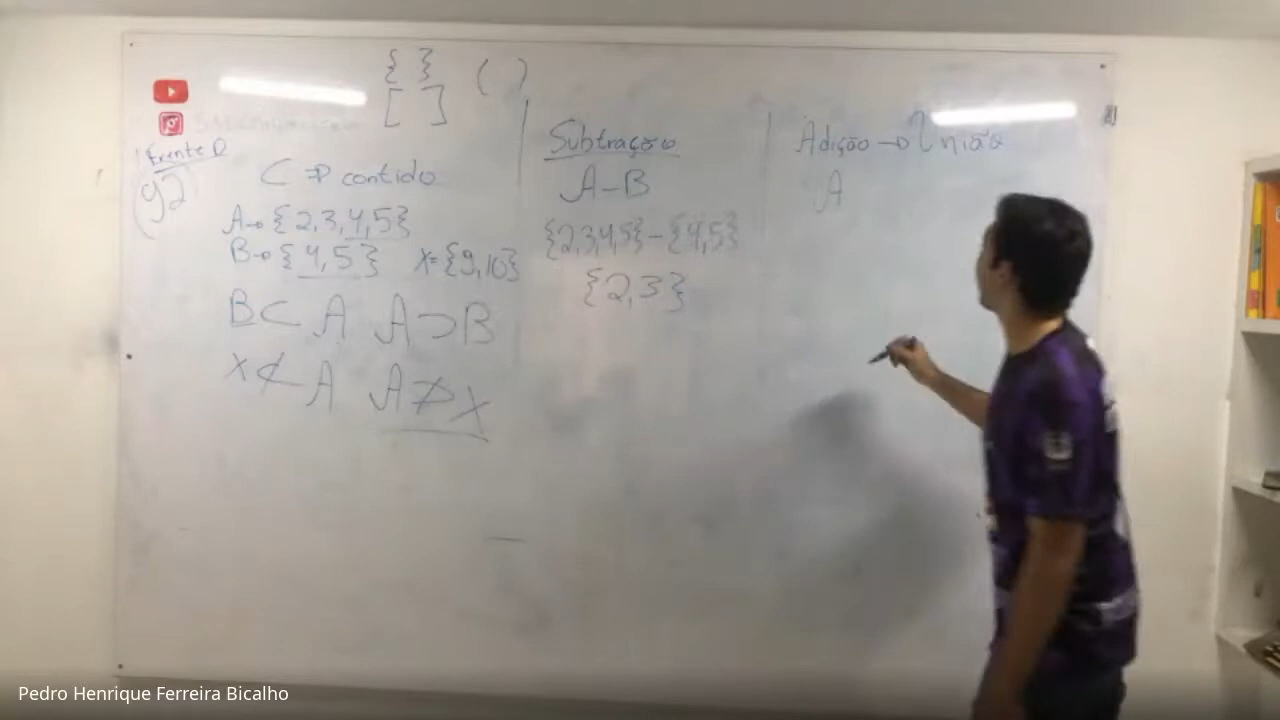 { } ( )
[ ]
Frente D
92
C ⇒ contido
A→ {2,3,4,5}
B→ {4,5} X={9,10}
B⊂A A⊃B
X⊄A A⊅X
Subtração
A-B
{2,3,4,5}-{4,5}
{2,3}
Adição → União
A
Pedro Henrique Ferreira Bicalho